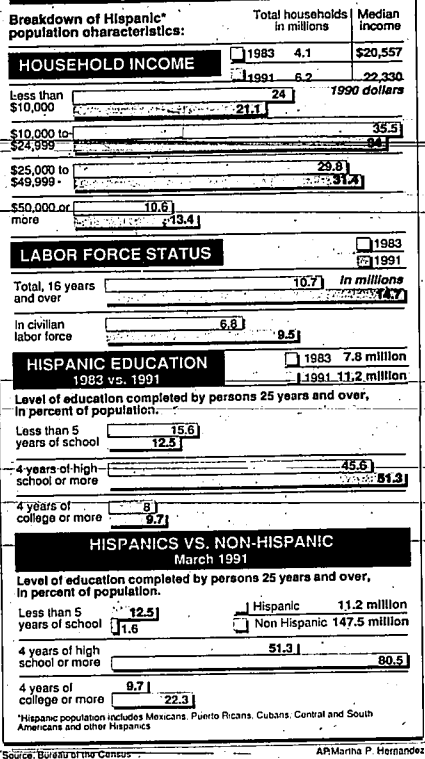 Breakdown of Hispanic*
population characteristics:
Total households
in millions
Median
income
HOUSEHOLD INCOME
1983 4.1 $20,557
1991 6.2 22,330
1990 dollars
Less than
$10,000
24
21.1
$10,000 to
$24,999
35.5
34
$25,000 to
$49,999
29.8
31.4
$50,000 or
more
10.6
13.4
LABOR FORCE STATUS
1983
1991
In millions
Total, 16 years
and over
10.7
14.7
In civilian
labor force
6.8
9.5
HISPANIC EDUCATION
1983 vs. 1991
1983 7.8 million
1991 11.2 million
Level of education completed by persons 25 years and over,
in percent of population.
Less than 5
years of school
15.6
12.5
4 years of high
school or more
45.6
51.3
4 years of
college or more
8
9.7
HISPANICS VS. NON-HISPANIC
March 1991
Level of education completed by persons 25 years and over,
in percent of population.
Hispanic 11.2 million
Non Hispanic 147.5 million
Less than 5
years of school
12.5
1.6
4 years of high
school or more
51.3
80.5
4 years of
college or more
9.7
22.3
*Hispanic population includes Mexicans, Puerto Ricans, Cubans, Central and South
Americans and other Hispanics
Source: Bureau of the Census
AP/Martha P. Hernandez